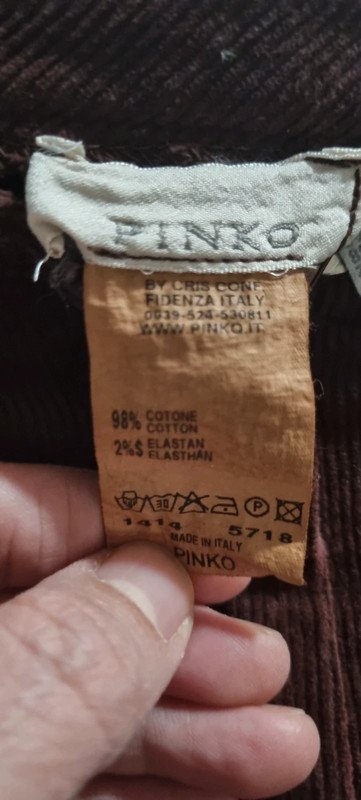 PINKO
BY CRIS CONF
FIDENZA ITALY
0039-524-530811
WWW.PINKO.IT
98% COTONE
COTTON
2%S ELASTAN
ELASTHAN
30 P
1414 5718
MADE IN ITALY
PINKO